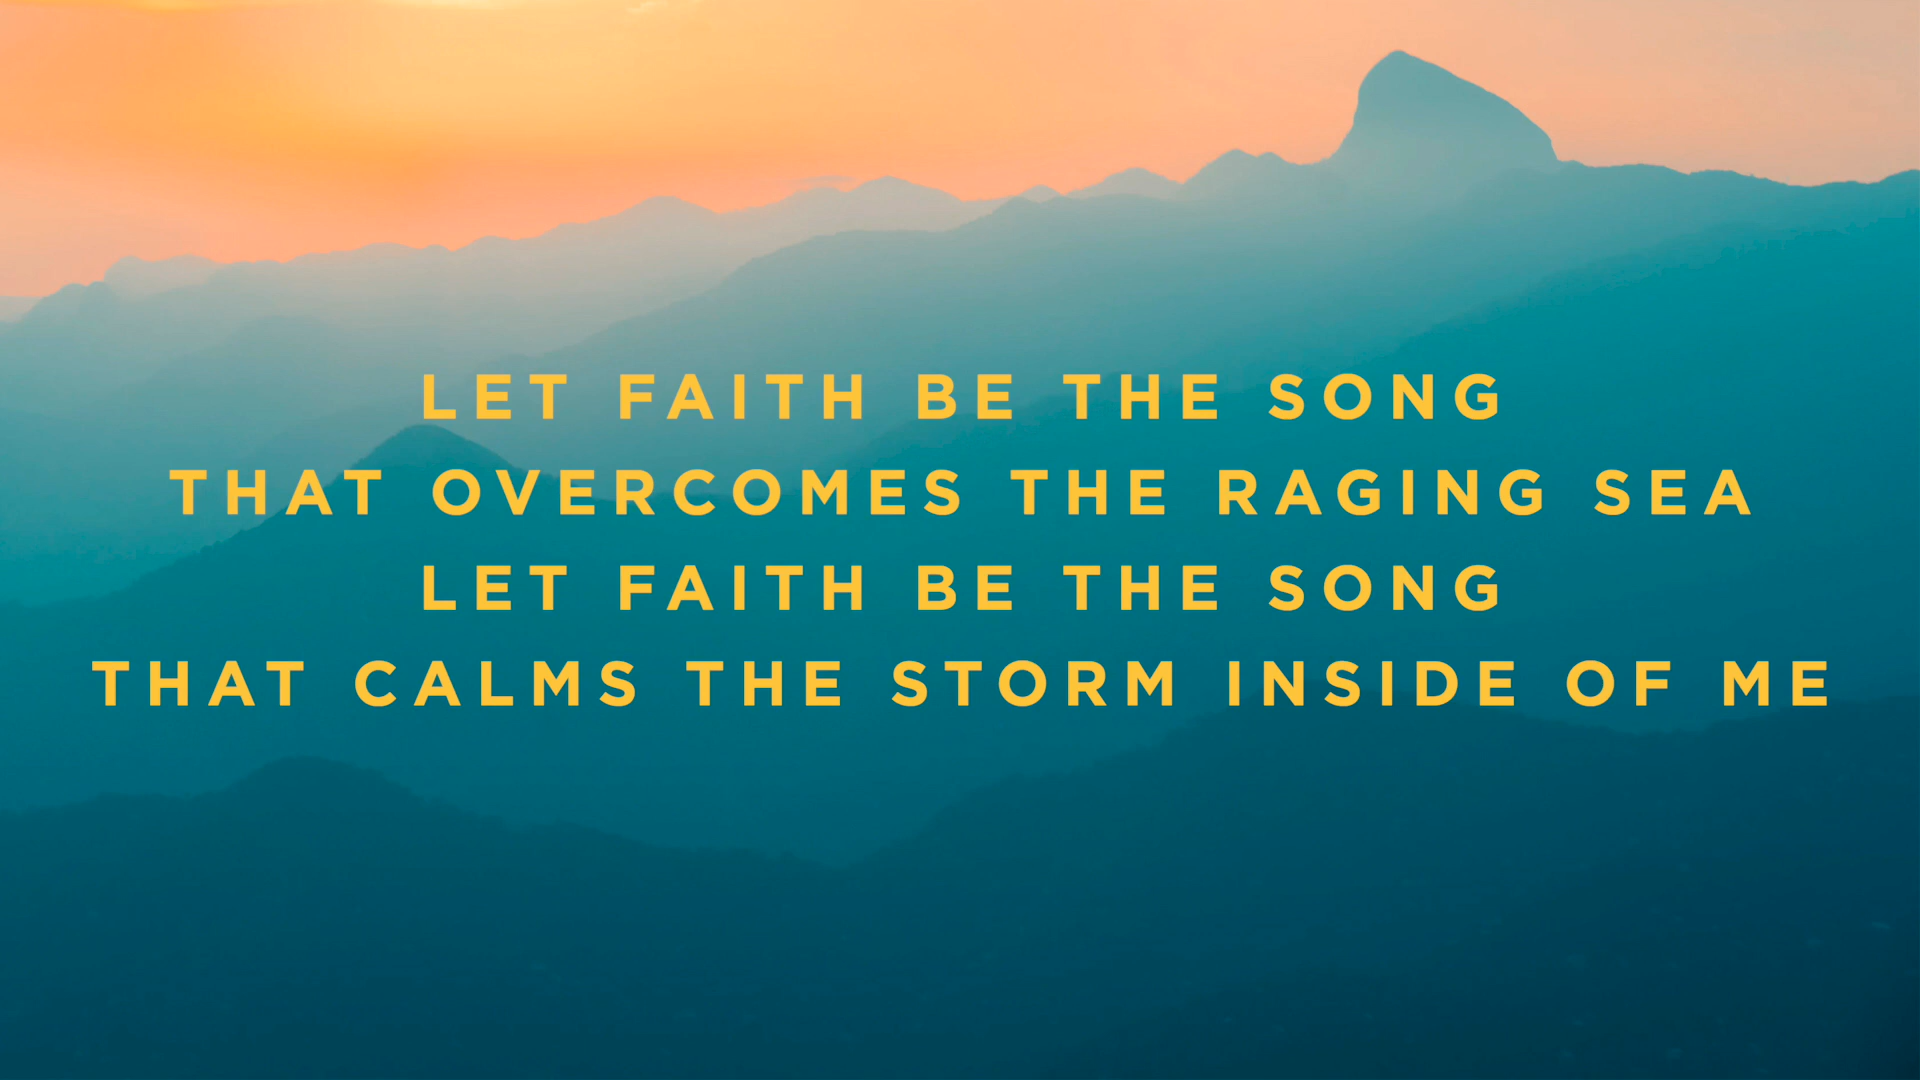 LET FAITH BE THE SONG
THAT OVERCOMES THE RAGING SEA
LET FAITH BE THE SONG
THAT CALMS THE STORM INSIDE OF ME